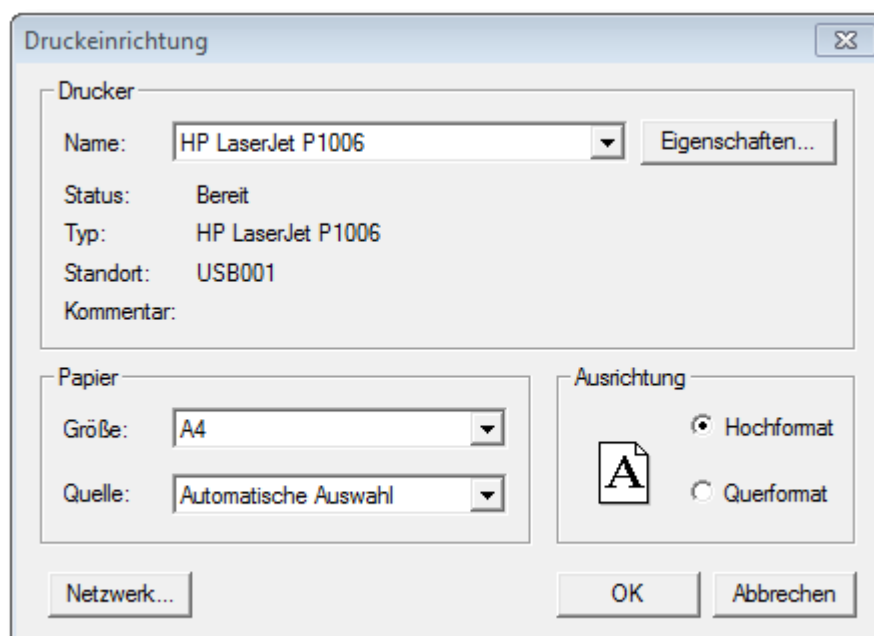 Druckeinrichtung
Drucker
Name: HP LaserJet P1006 Eigenschaften...
Status: Bereit
Typ: HP LaserJet P1006
Standort: USB001
Kommentar:
Papier
Größe: A4
Quelle: Automatische Auswahl
Ausrichtung
A
Hochformat
Querformat
Netzwerk... OK Abbrechen